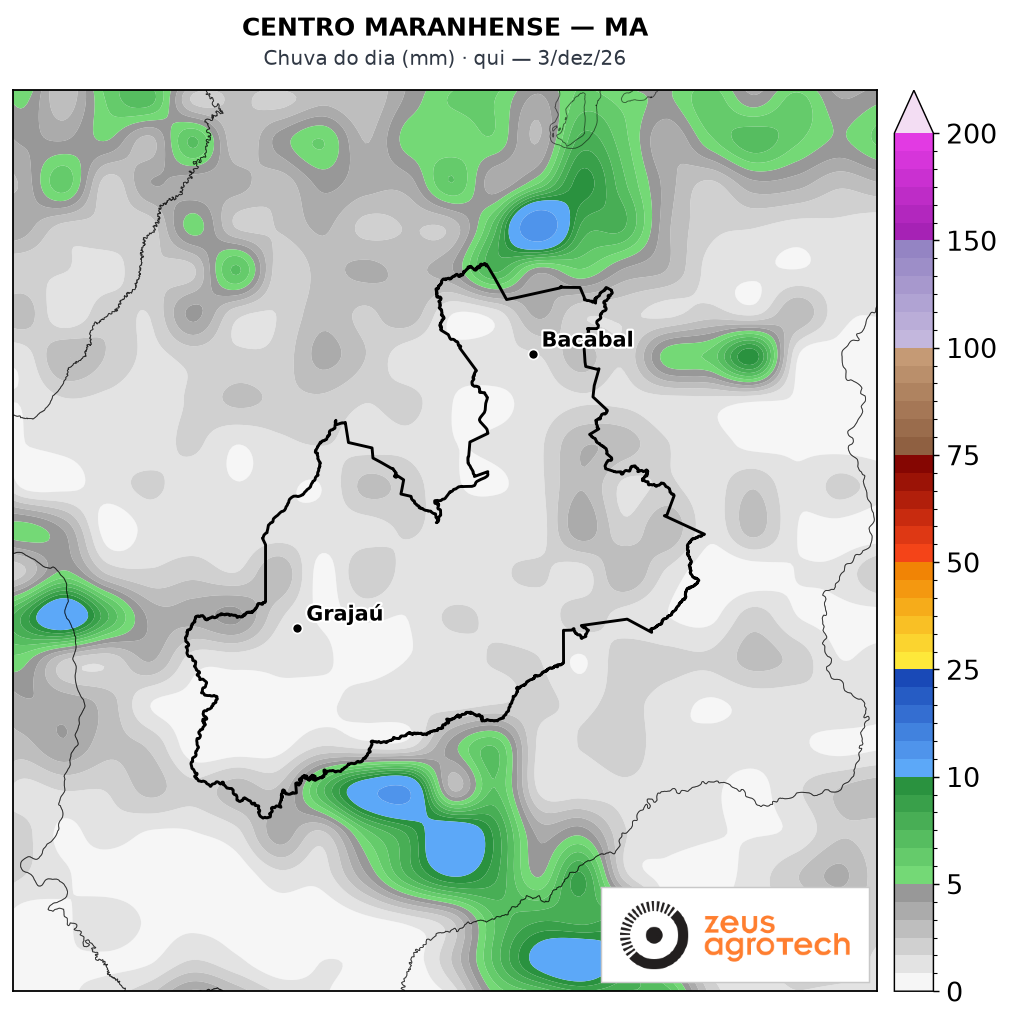 CENTRO MARANHENSE — MA
Chuva do dia (mm) · qui — 3/dez/26
200
150
100
75
50
25
10
5
0
Bacabal
Grajaú
zeus
agrotech